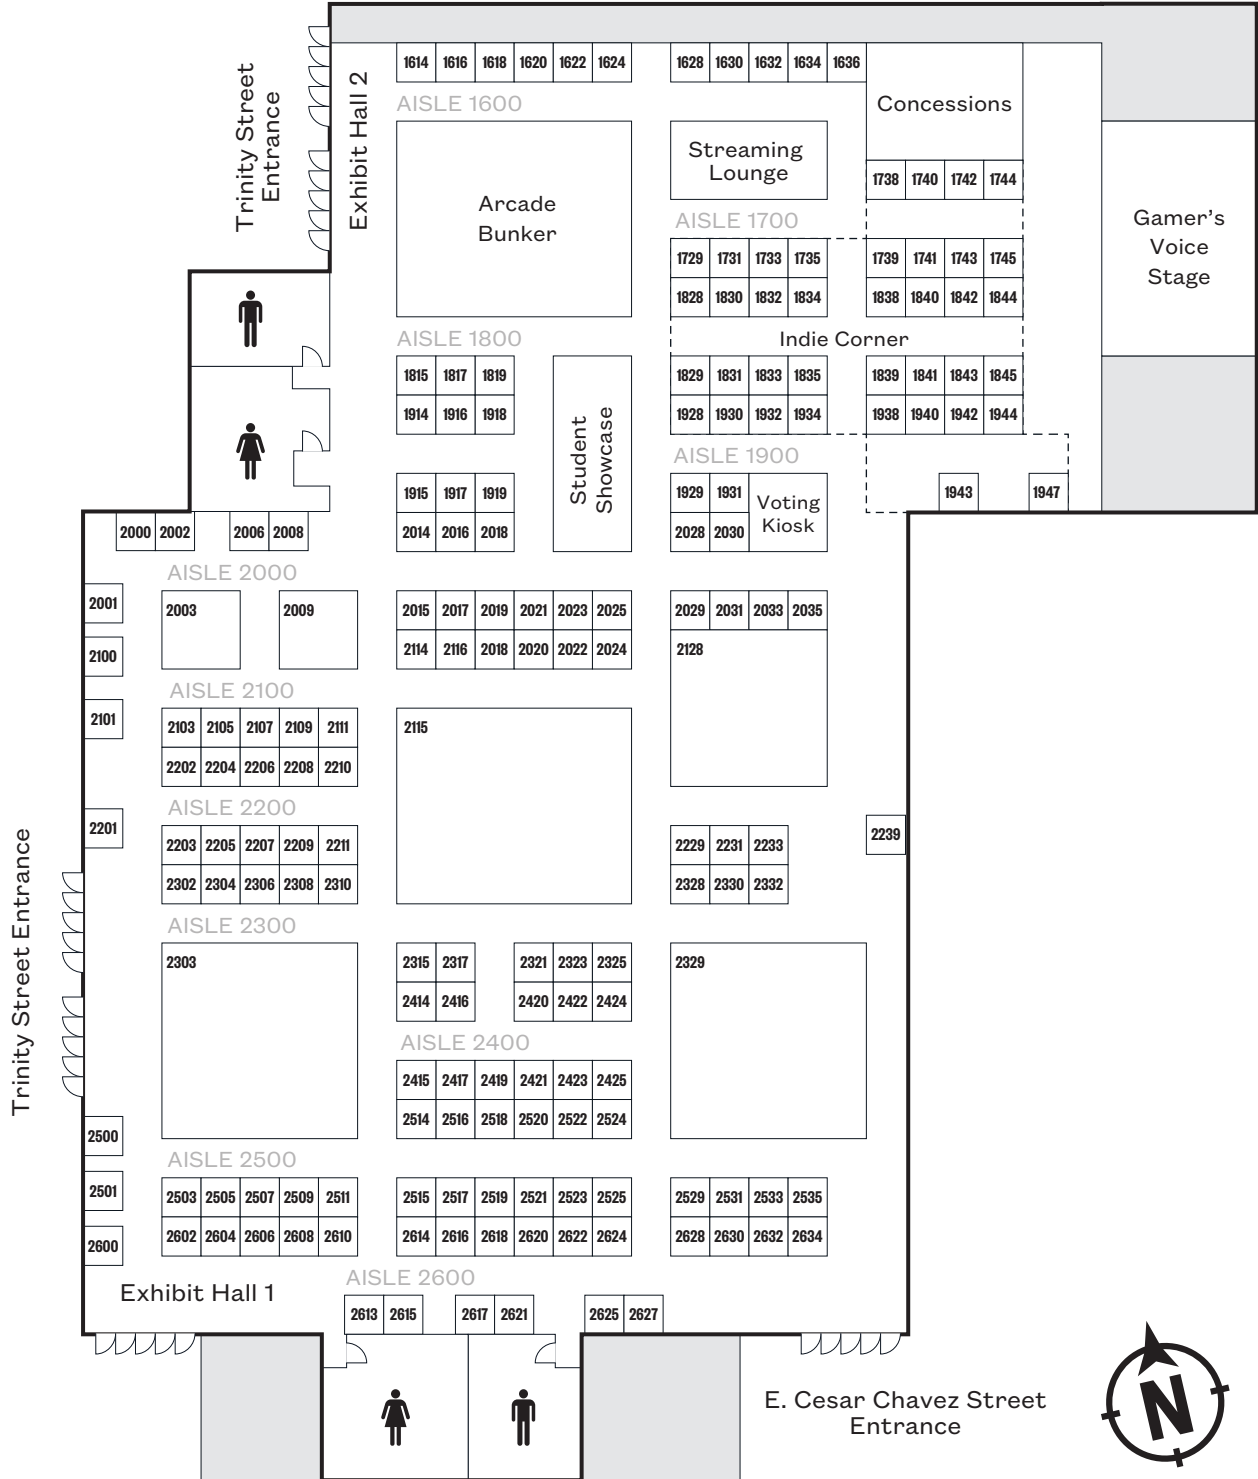 1614 1616 1618 1620 1622 1624 1628 1630 1632 1634 1636
AISLE 1600
Trinity Street
Entrance
Exhibit Hall 2
Concessions
Streaming
Lounge
Arcade
Bunker
1738 1740 1742 1744
AISLE 1700
Gamer's
Voice
Stage
1729 1731 1733 1735 1739 1741 1743 1745
1828 1830 1832 1834 1838 1840 1842 1844
AISLE 1800
Indie Corner
1815 1817 1819 1829 1831 1833 1835 1839 1841 1843 1845
1914 1916 1918 1928 1930 1932 1934 1938 1940 1942 1944
Student
Showcase
AISLE 1900
1915 1917 1919 1929 1931 1943 1947
Voting
Kiosk
2000 2002 2006 2008 2014 2016 2018 2028 2030
AISLE 2000
2001 2003 2009 2015 2017 2019 2021 2023 2025 2029 2031 2033 2035
2100 2114 2116 2018 2020 2022 2024 2128
AISLE 2100
2101 2103 2105 2107 2109 2111 2115
2202 2204 2206 2208 2210
AISLE 2200
2201 2203 2205 2207 2209 2211 2229 2231 2233 2239
2302 2304 2306 2308 2310 2328 2330 2332
Trinity Street Entrance
AISLE 2300
2303 2315 2317 2321 2323 2325 2329
2414 2416 2420 2422 2424
AISLE 2400
2415 2417 2419 2421 2423 2425
2500 2514 2516 2518 2520 2522 2524
AISLE 2500
2501 2503 2505 2507 2509 2511 2515 2517 2519 2521 2523 2525 2529 2531 2533 2535
2600 2602 2604 2606 2608 2610 2614 2616 2618 2620 2622 2624 2628 2630 2632 2634
AISLE 2600
Exhibit Hall 1
2613 2615 2617 2621 2625 2627
E. Cesar Chavez Street
Entrance
N